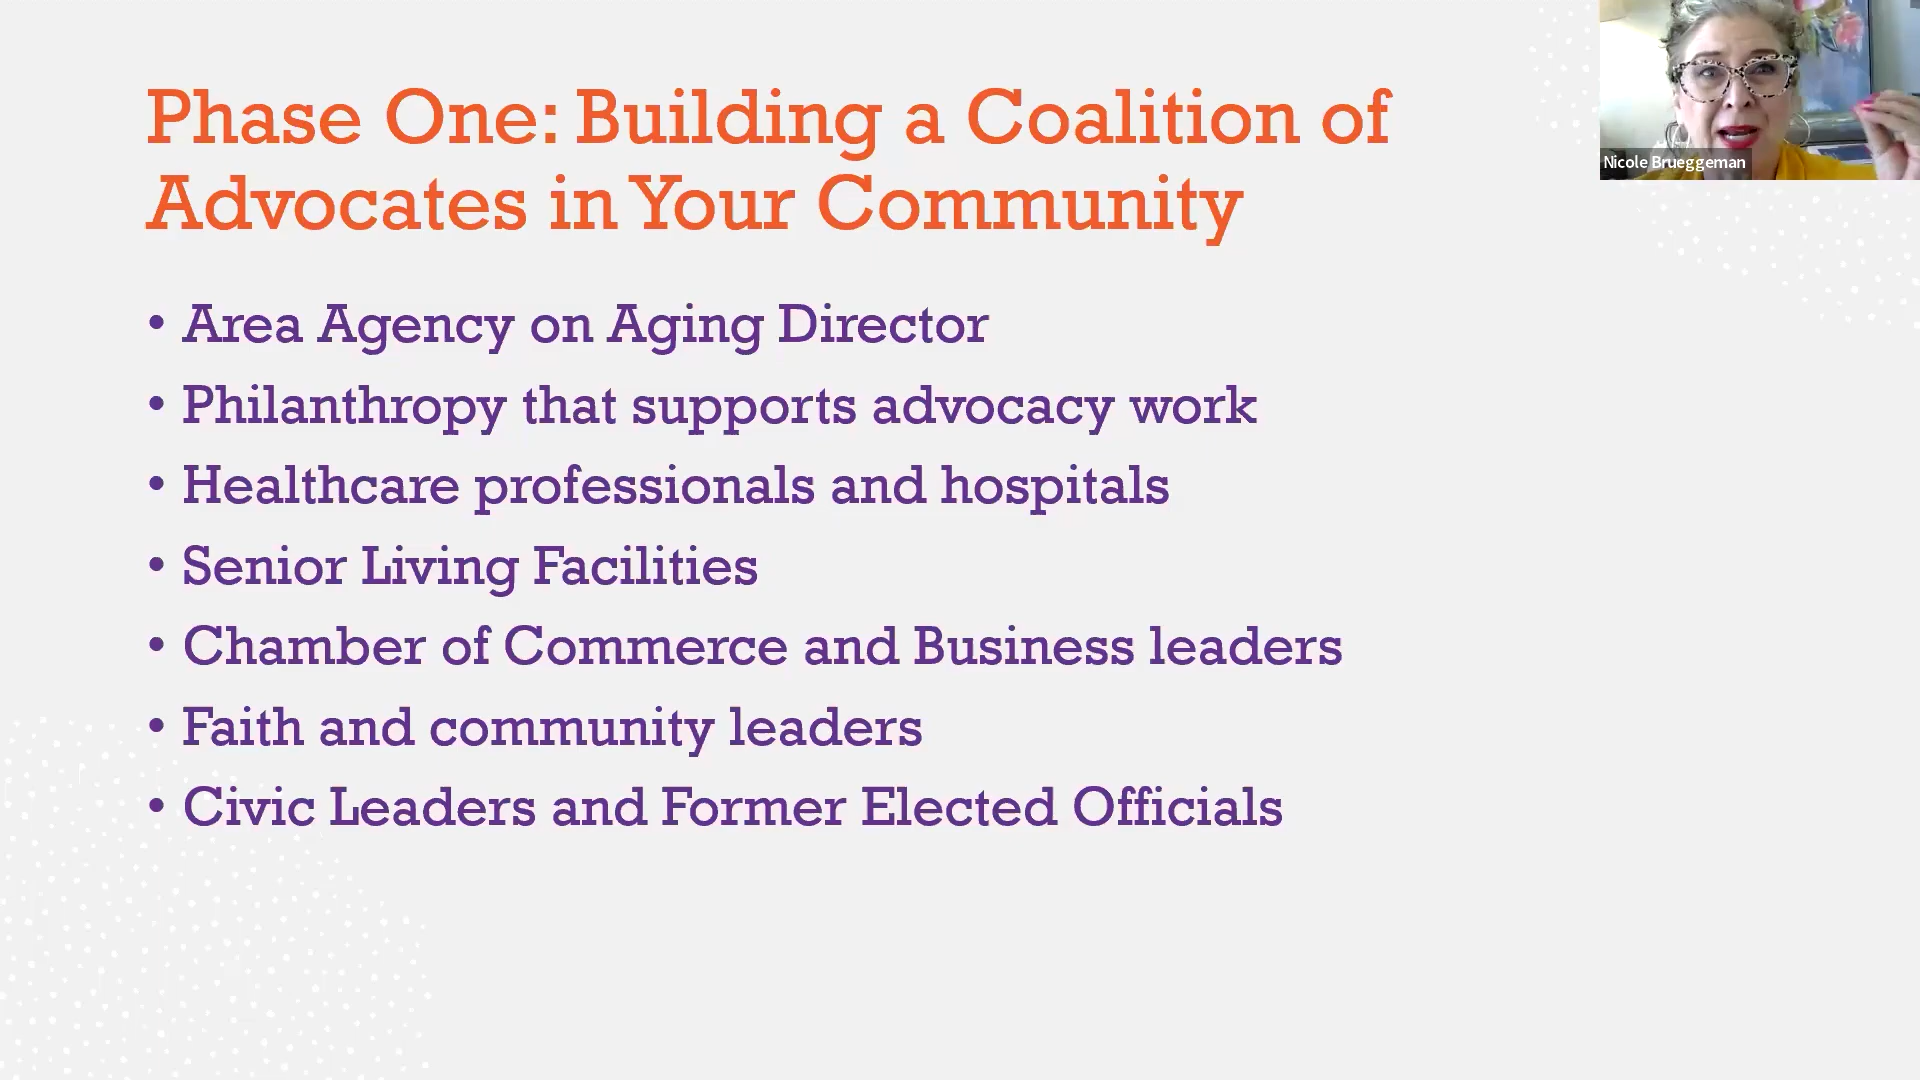 Phase One: Building a Coalition of
Advocates in Your Community
• Area Agency on Aging Director
• Philanthropy that supports advocacy work
• Healthcare professionals and hospitals
• Senior Living Facilities
• Chamber of Commerce and Business leaders
• Faith and community leaders
• Civic Leaders and Former Elected Officials
Nicole Brueggeman